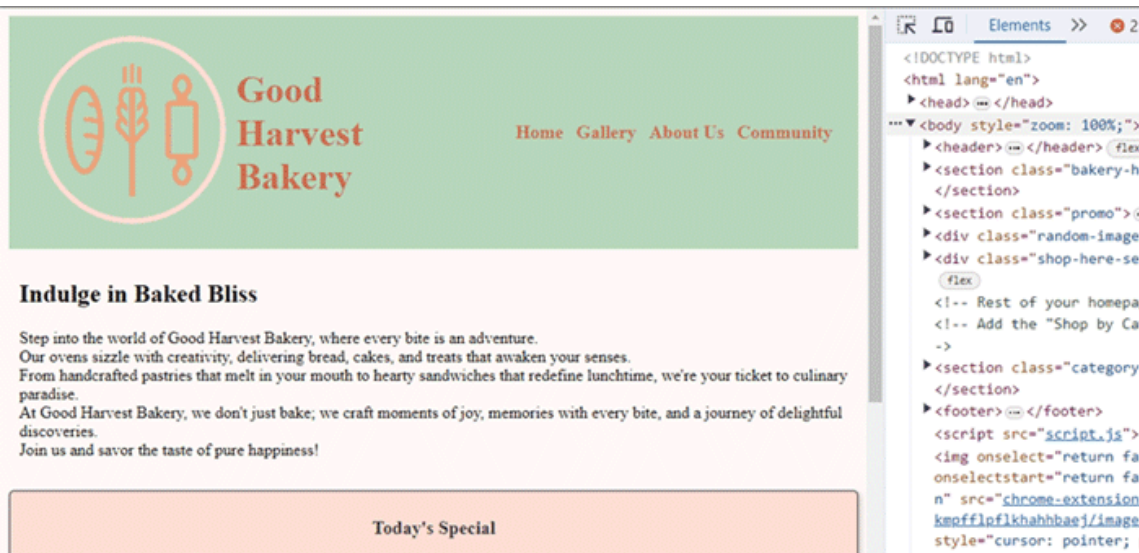 Good
Harvest
Bakery
Home Gallery About Us Community
Indulge in Baked Bliss
Step into the world of Good Harvest Bakery, where every bite is an adventure.
Our ovens sizzle with creativity, delivering bread, cakes, and treats that awaken your senses.
From handcrafted pastries that melt in your mouth to hearty sandwiches that redefine lunchtime, we're your ticket to culinary
paradise.
At Good Harvest Bakery, we don't just bake; we craft moments of joy, memories with every bite, and a journey of delightful
discoveries.
Join us and savor the taste of pure happiness!
Today's Special
Elements >> 2
<!DOCTYPE html>
<html lang="en">
<head> ... </head>
... <body style="zoom: 100%;">
<header> ... </header> flex
<section class="bakery-h
</section>
<section class="promo">
<div class="random-image
<div class="shop-here-se
flex
<!-- Rest of your homepa
<!-- Add the "Shop by Ca
->
<section class="category
</section>
<footer> ... </footer>
<script src="script.js">
<img onselect="return fa
onselectstart="return fa
n" src="chrome-extension
kmpfflpflkhahhbaej/image
style="cursor: pointer;